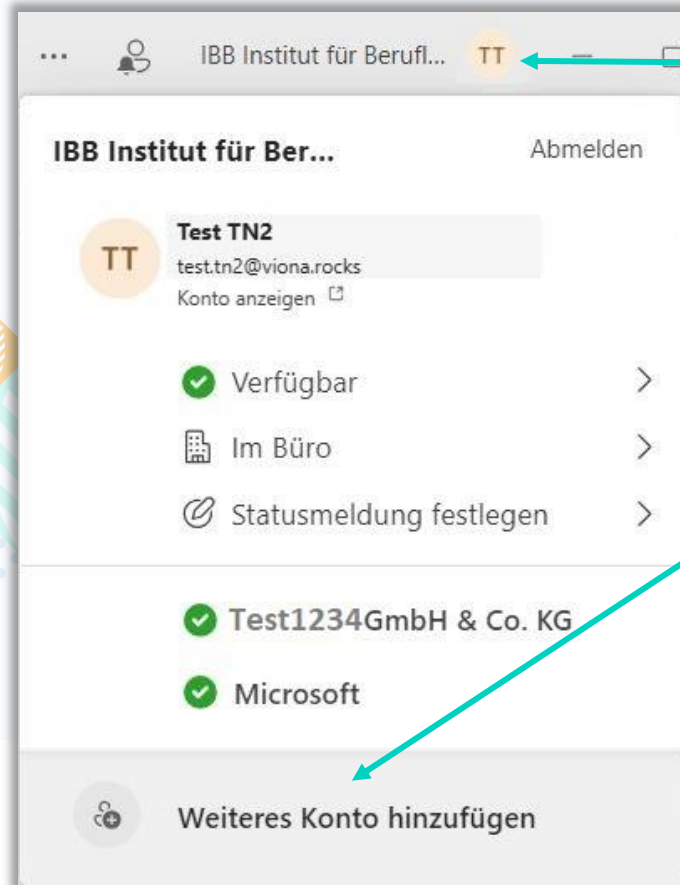 ... IBB Institut für Berufl... TT
IBB Institut für Ber... Abmelden
TT
Test TN2
test.tn2@viona.rocks
Konto anzeigen
Verfügbar
Im Büro
Statusmeldung festlegen
Test1234GmbH & Co. KG
Microsoft
Weiteres Konto hinzufügen